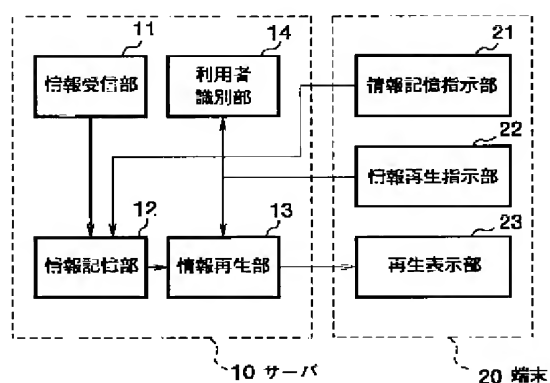 11
14
21
情報受信部
利用者
識別部
情報記憶指示部
22
情報再生指示部
12
13
23
情報記憶部
情報再生部
再生表示部
10 サーバ
20 端末